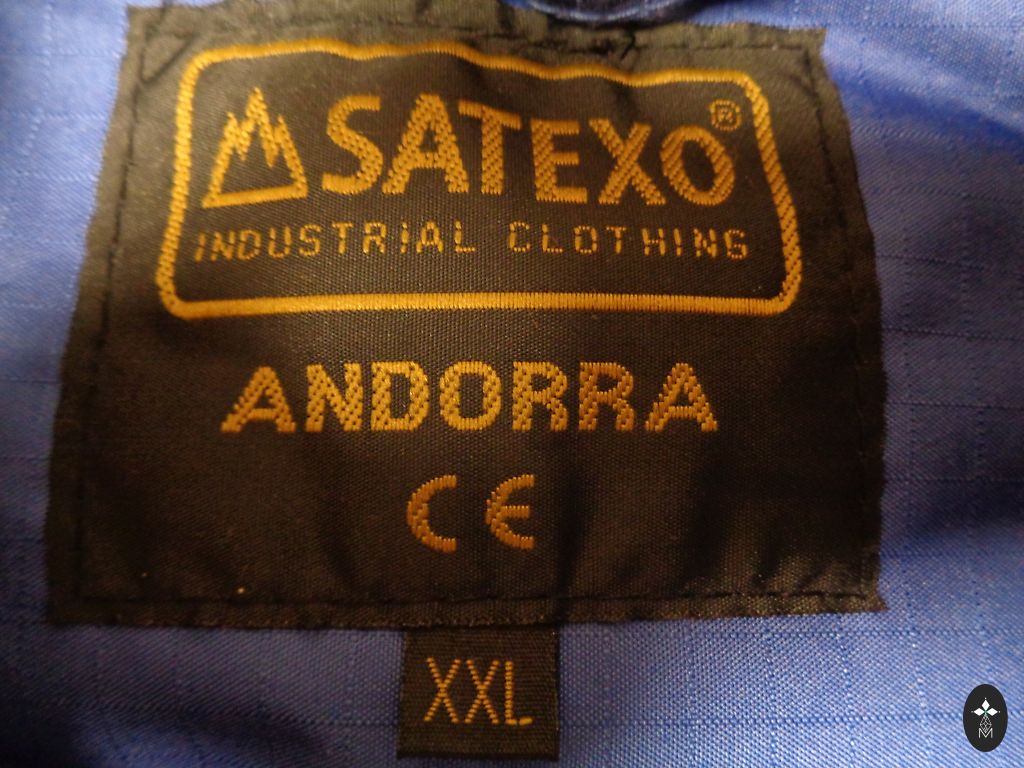 SATEXO®
INDUSTRIAL CLOTHING
ANDORRA
CE
XXL
M